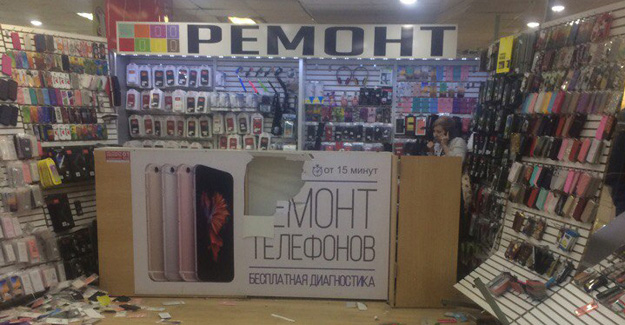 РЕМОНТ
от 15 минут
ЕМОНТ
ТЕЛЕФОНОВ
БЕСПЛАТНАЯ ДИАГНОСТИКА